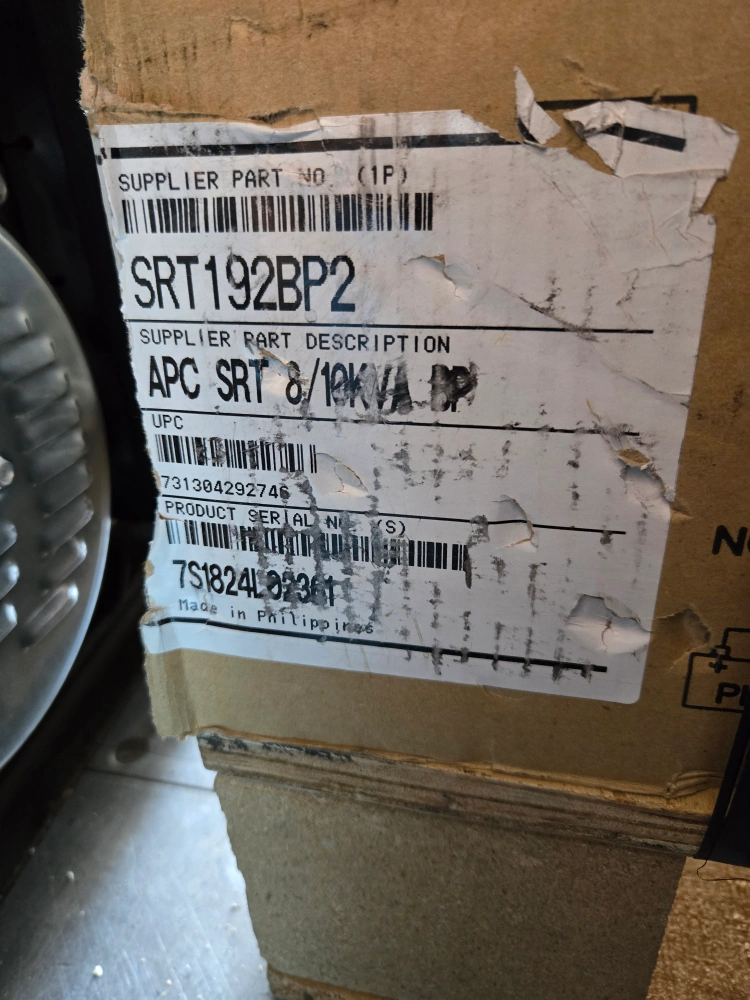 SUPPLIER PART NO (1P)
SRT192BP2
SUPPLIER PART DESCRIPTION
APC SRT 8/10KVA BP
UPC
731304292746
PRODUCT SERIAL NO (S)
7S1824L02361
Made in Philippines